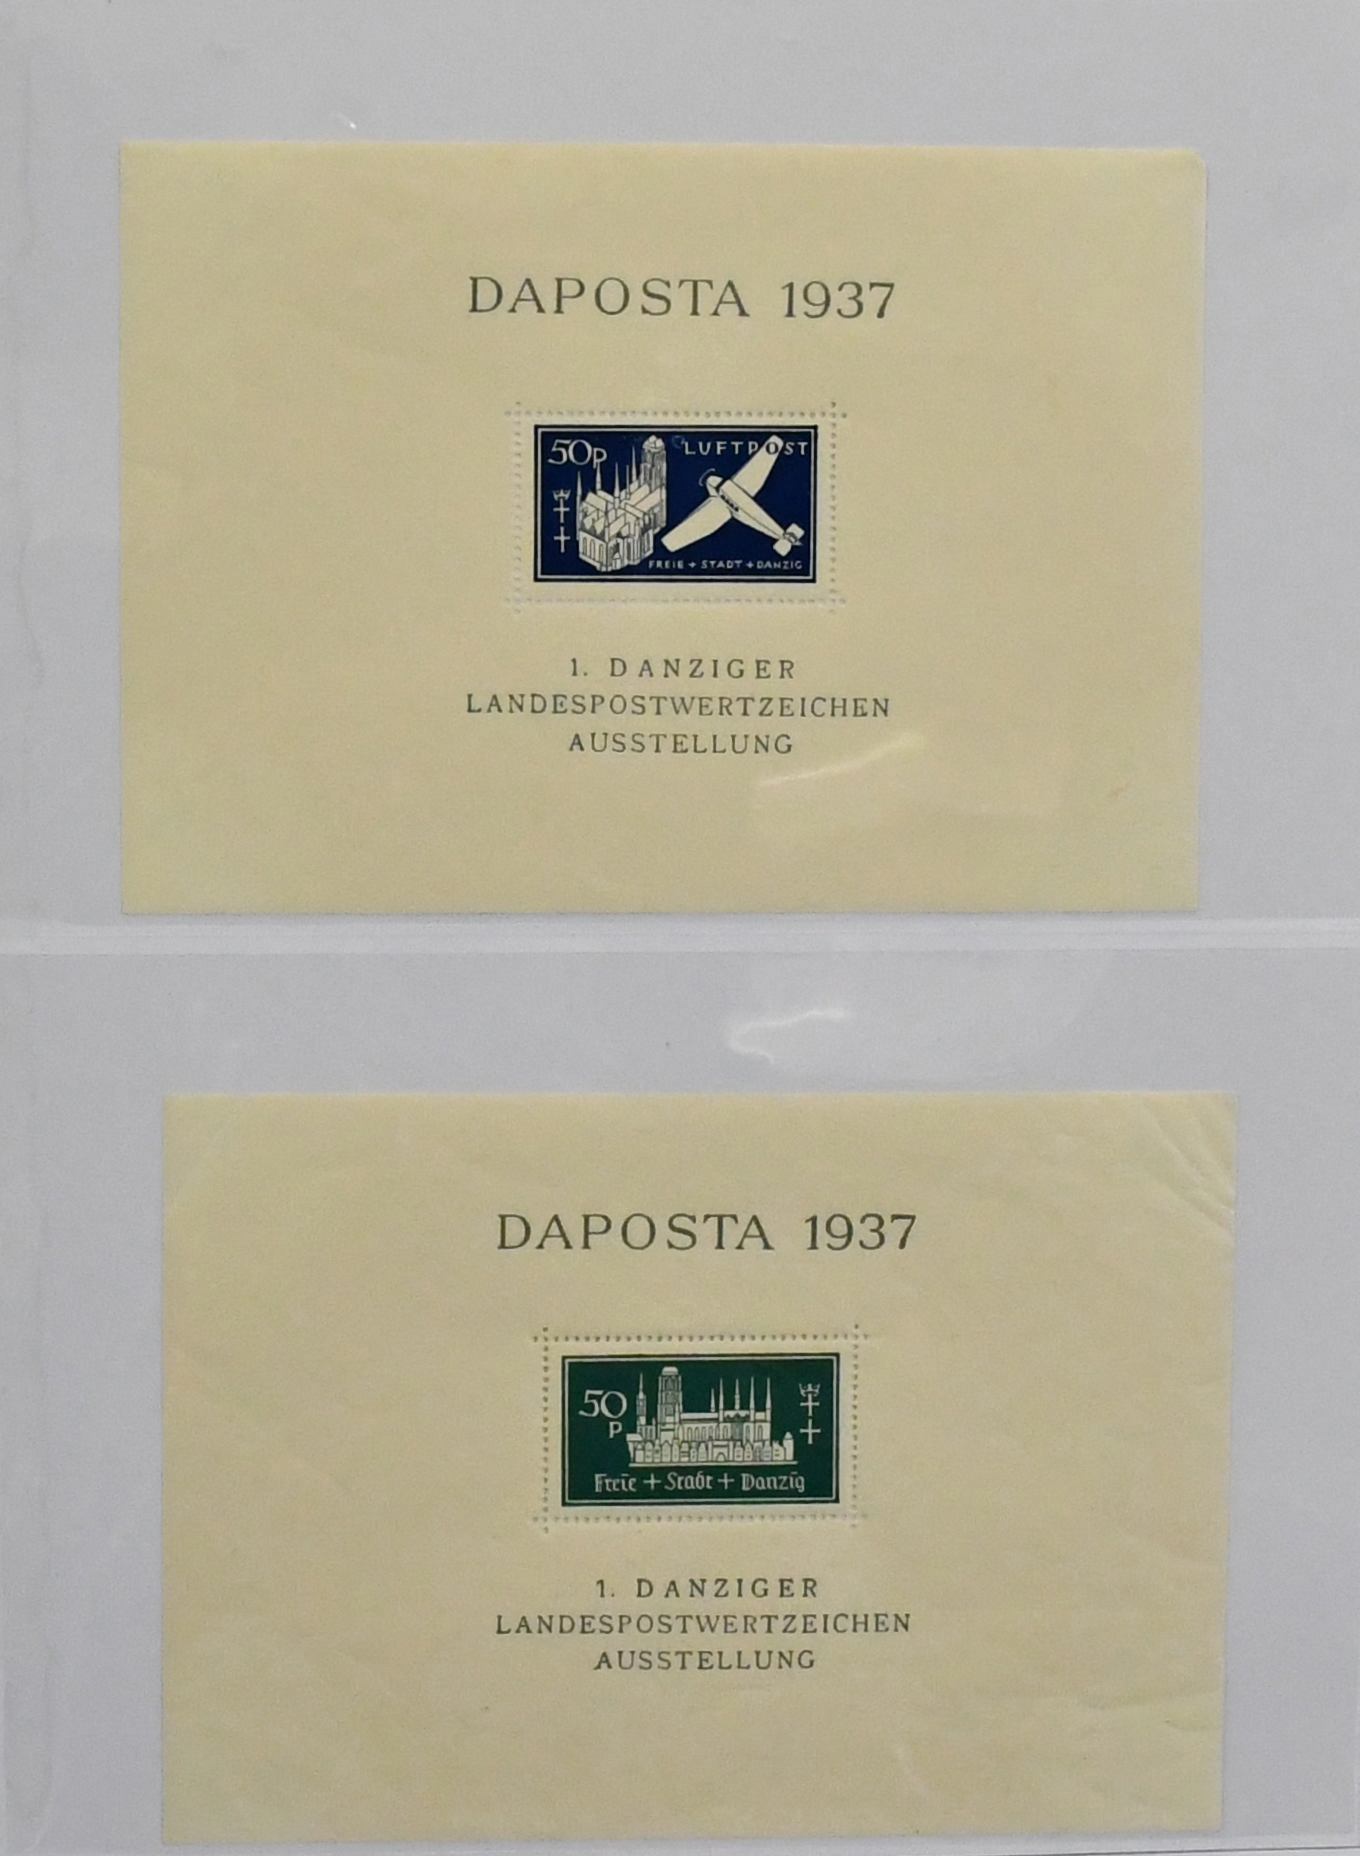 DAPOSTA 1937
50p LUFTPOST
FREIE + STADT + DANZIG
1. DANZIGER
LANDESPOSTWERTZEICHEN
AUSSTELLUNG
DAPOSTA 1937
50
p
Freie + Stadt + Danzig
1. DANZIGER
LANDESPOSTWERTZEICHEN
AUSSTELLUNG